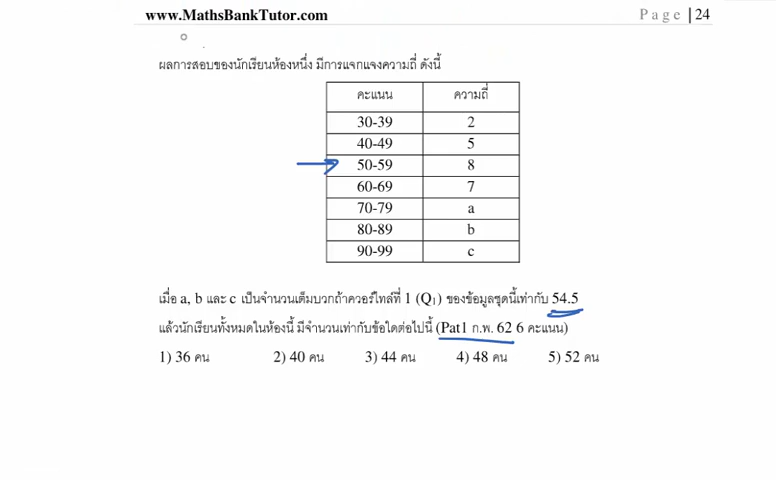 www.MathsBankTutor.com
Page | 24
ผลการสอบของนักเรียนห้องหนึ่ง มีการแจกแจงความถี่ ดังนี้
คะแนน ความถี่
30-39 2
40-49 5
50-59 8
60-69 7
70-79 a
80-89 b
90-99 c
เมื่อ a, b และ c เป็นจำนวนเต็มบวกถ้าควอร์ไทล์ที่ 1 (Q₁) ของข้อมูลชุดนี้เท่ากับ 54.5
แล้วนักเรียนทั้งหมดในห้องนี้ มีจำนวนเท่ากับข้อใดต่อไปนี้ (Pat1 ก.พ. 62 6 คะแนน)
1) 36 คน 2) 40 คน 3) 44 คน 4) 48 คน 5) 52 คน